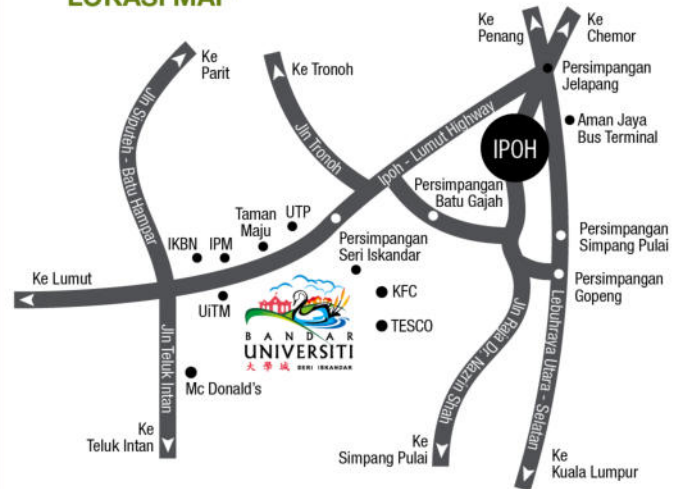 LOKASI MAP
Ke
Penang
Ke
Chemor
Ke
Parit
Ke Tronoh
Persimpangan
Jelapang
Jln Siputeh - Batu Hampar
Jln Tronoh
Ipoh - Lumut Highway
Aman Jaya
Bus Terminal
IPOH
Persimpangan
Batu Gajah
Taman
Maju
UTP
IKBN
IPM
Persimpangan
Seri Iskandar
Persimpangan
Simpang Pulai
Ke Lumut
Persimpangan
Gopeng
UiTM
KFC
TESCO
BANDAR
UNIVERSITI
大學城 SERI ISKANDAR
Jln Teluk Intan
Jln Raja Dr Nazrin Shah
Lebuhraya Utara - Selatan
Mc Donald's
Ke
Teluk Intan
Ke
Simpang Pulai
Ke
Kuala Lumpur